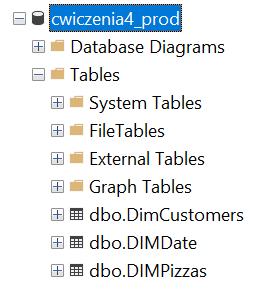 cwiczenia4_prod
Database Diagrams
Tables
System Tables
FileTables
External Tables
Graph Tables
dbo.DimCustomers
dbo.DIMDate
dbo.DIMPizzas